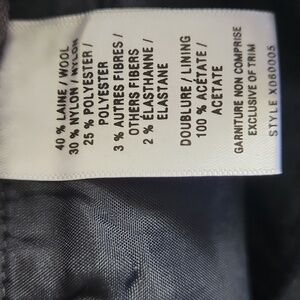 40 % LAINE / WOOL
30 % NYLON / NYLON
25 % POLYESTER /
POLYESTER
3 % AUTRES FIBRES /
OTHERS FIBERS
2 % ÉLASTHANNE /
ELASTANE
DOUBLURE / LINING
100 % ACÉTATE /
ACETATE
GARNITURE NON COMPRISE
EXCLUSIVE OF TRIM
STYLE X060005